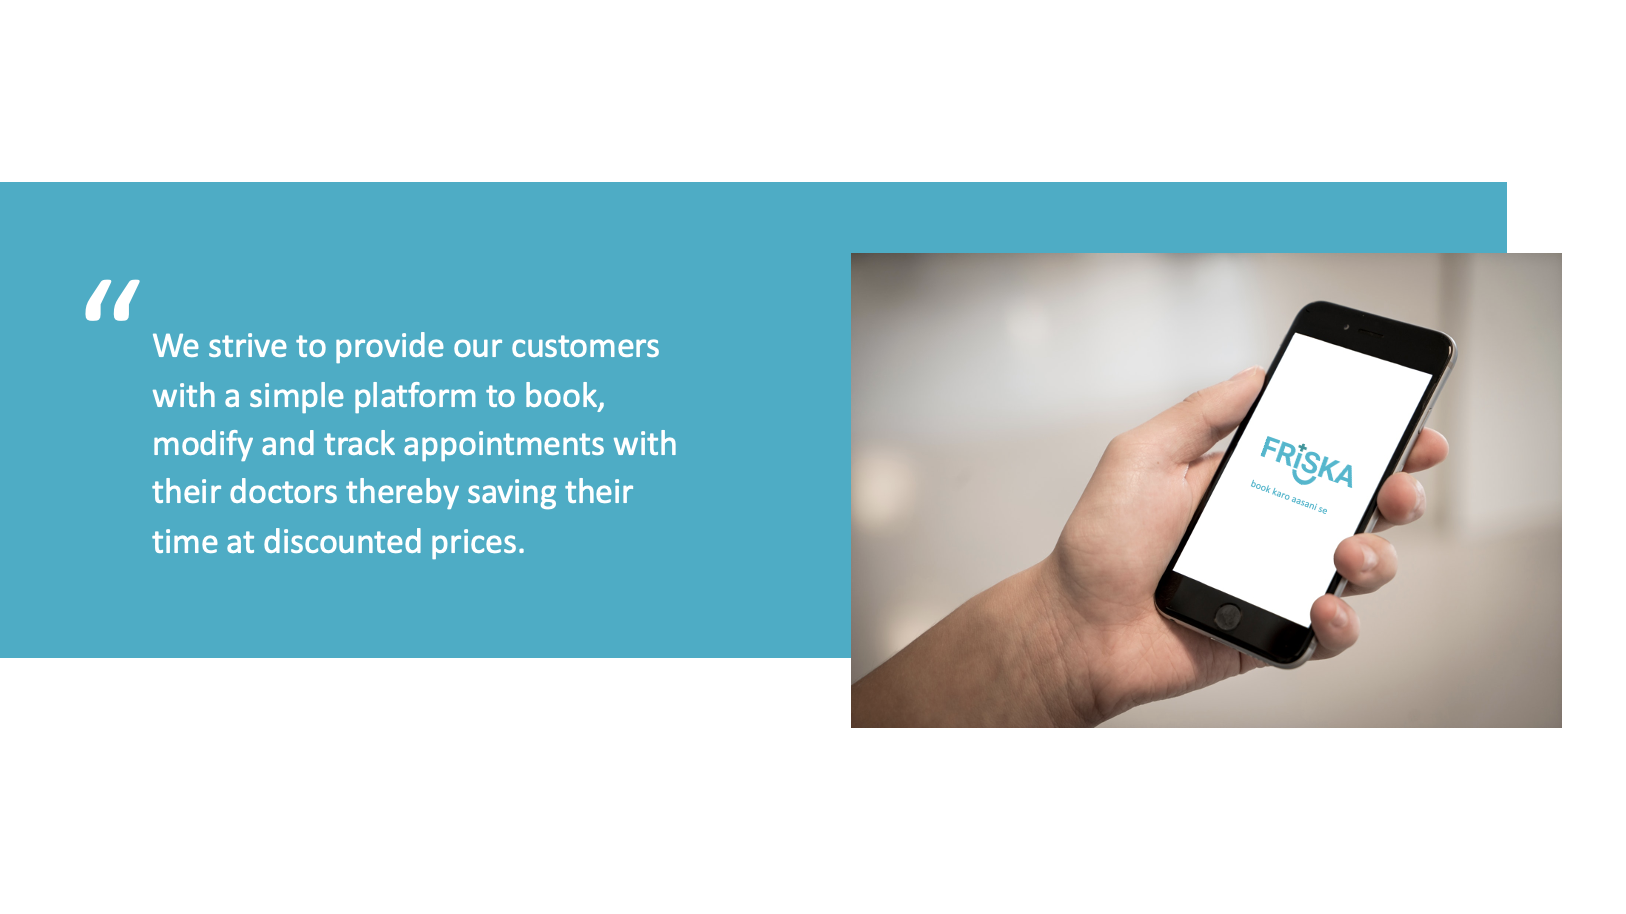 “
We strive to provide our customers
with a simple platform to book,
modify and track appointments with
their doctors thereby saving their
time at discounted prices.
FRiSKA
book karo aasani se